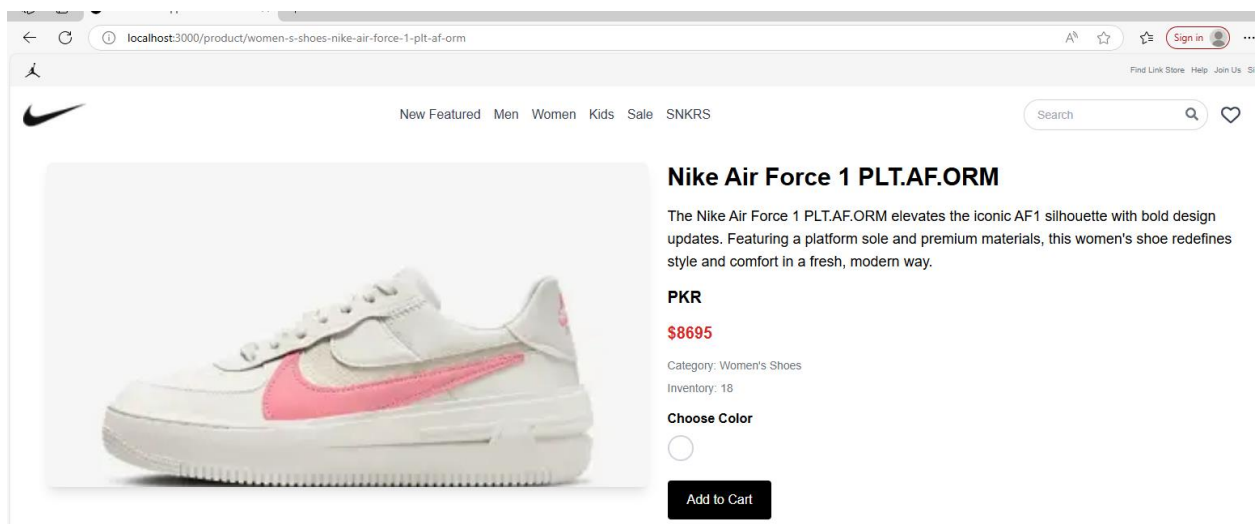 localhost:3000/product/women-s-shoes-nike-air-force-1-plt-af-orm
Sign in
Find Link Store Help Join Us Si
New Featured Men Women Kids Sale SNKRS
Search
Nike Air Force 1 PLT.AF.ORM
The Nike Air Force 1 PLT.AF.ORM elevates the iconic AF1 silhouette with bold design
updates. Featuring a platform sole and premium materials, this women's shoe redefines
style and comfort in a fresh, modern way.
PKR
$8695
Category: Women's Shoes
Inventory: 18
Choose Color
Add to Cart